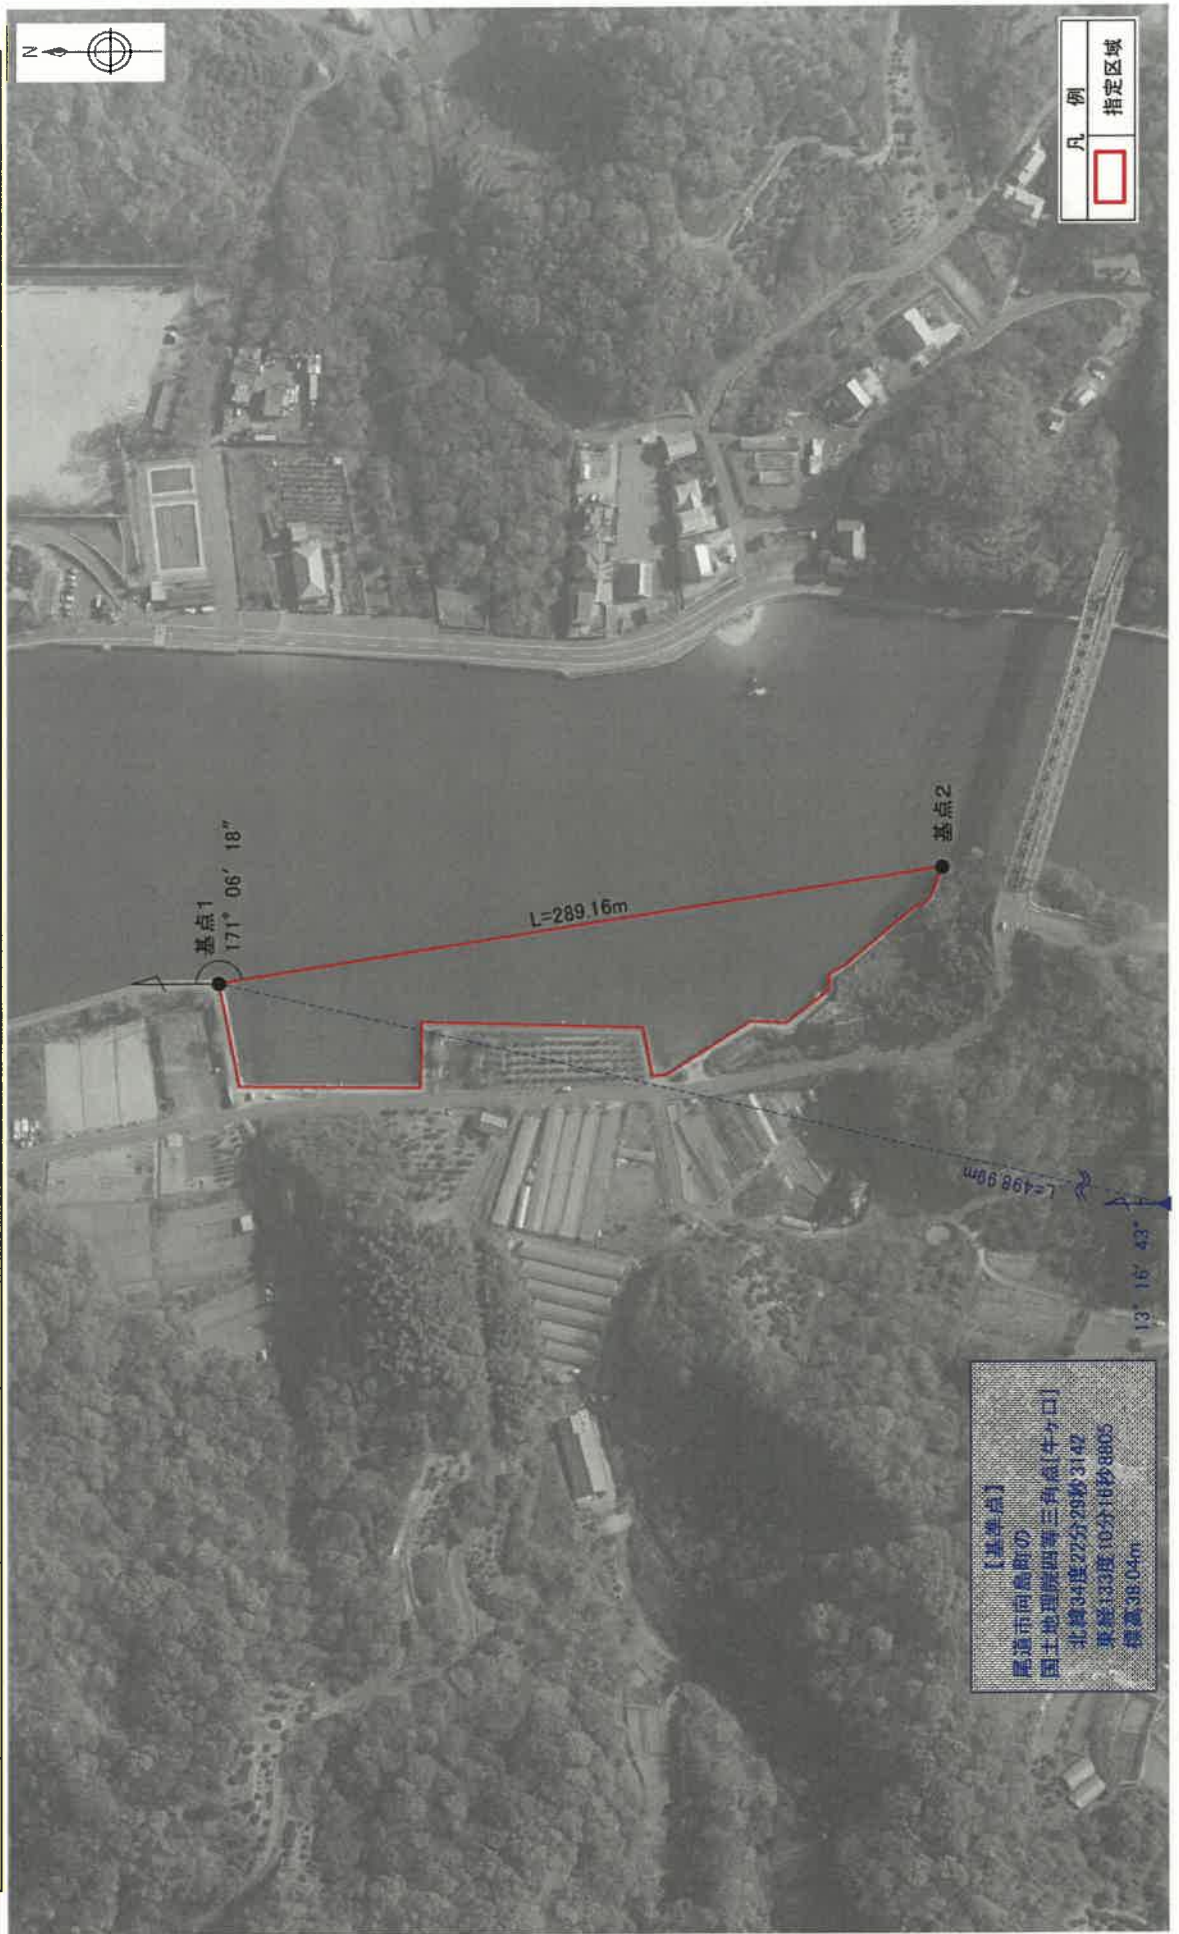 N
凡 例
指定区域
基点1
171° 06′ 18″
L=289.16m
基点2
L=498.99m
13° 16′ 43″
【基準点】
尾道市向島町の
国土地理院四等三角点[牛ヶ口]
北緯34度22分29秒3142
東経133度10分16秒8805
標高38.04m